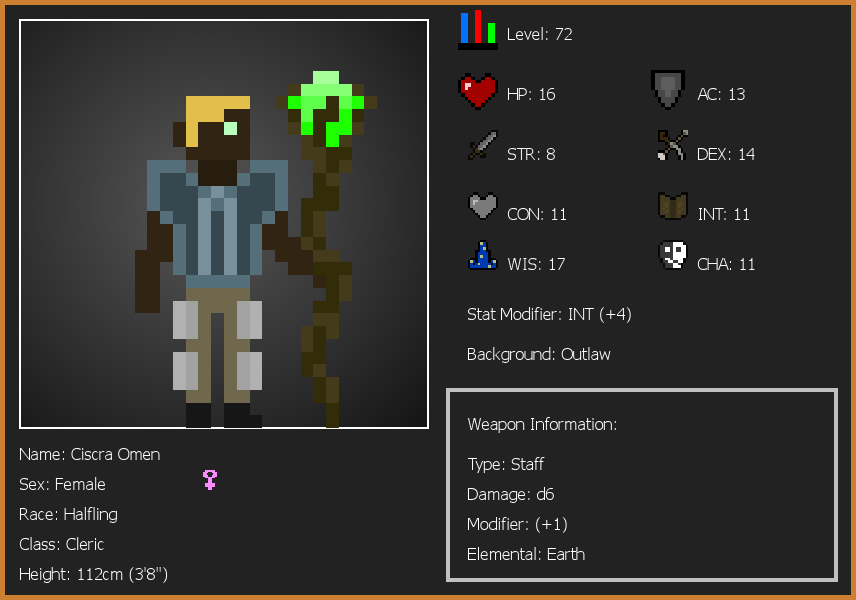 Level: 72
HP: 16
AC: 13
STR: 8
DEX: 14
CON: 11
INT: 11
WIS: 17
CHA: 11
Stat Modifier: INT (+4)
Background: Outlaw
Weapon Information:
Type: Staff
Damage: d6
Modifier: (+1)
Elemental: Earth
Name: Ciscra Omen
Sex: Female
Race: Halfling
Class: Cleric
Height: 112cm (3'8")